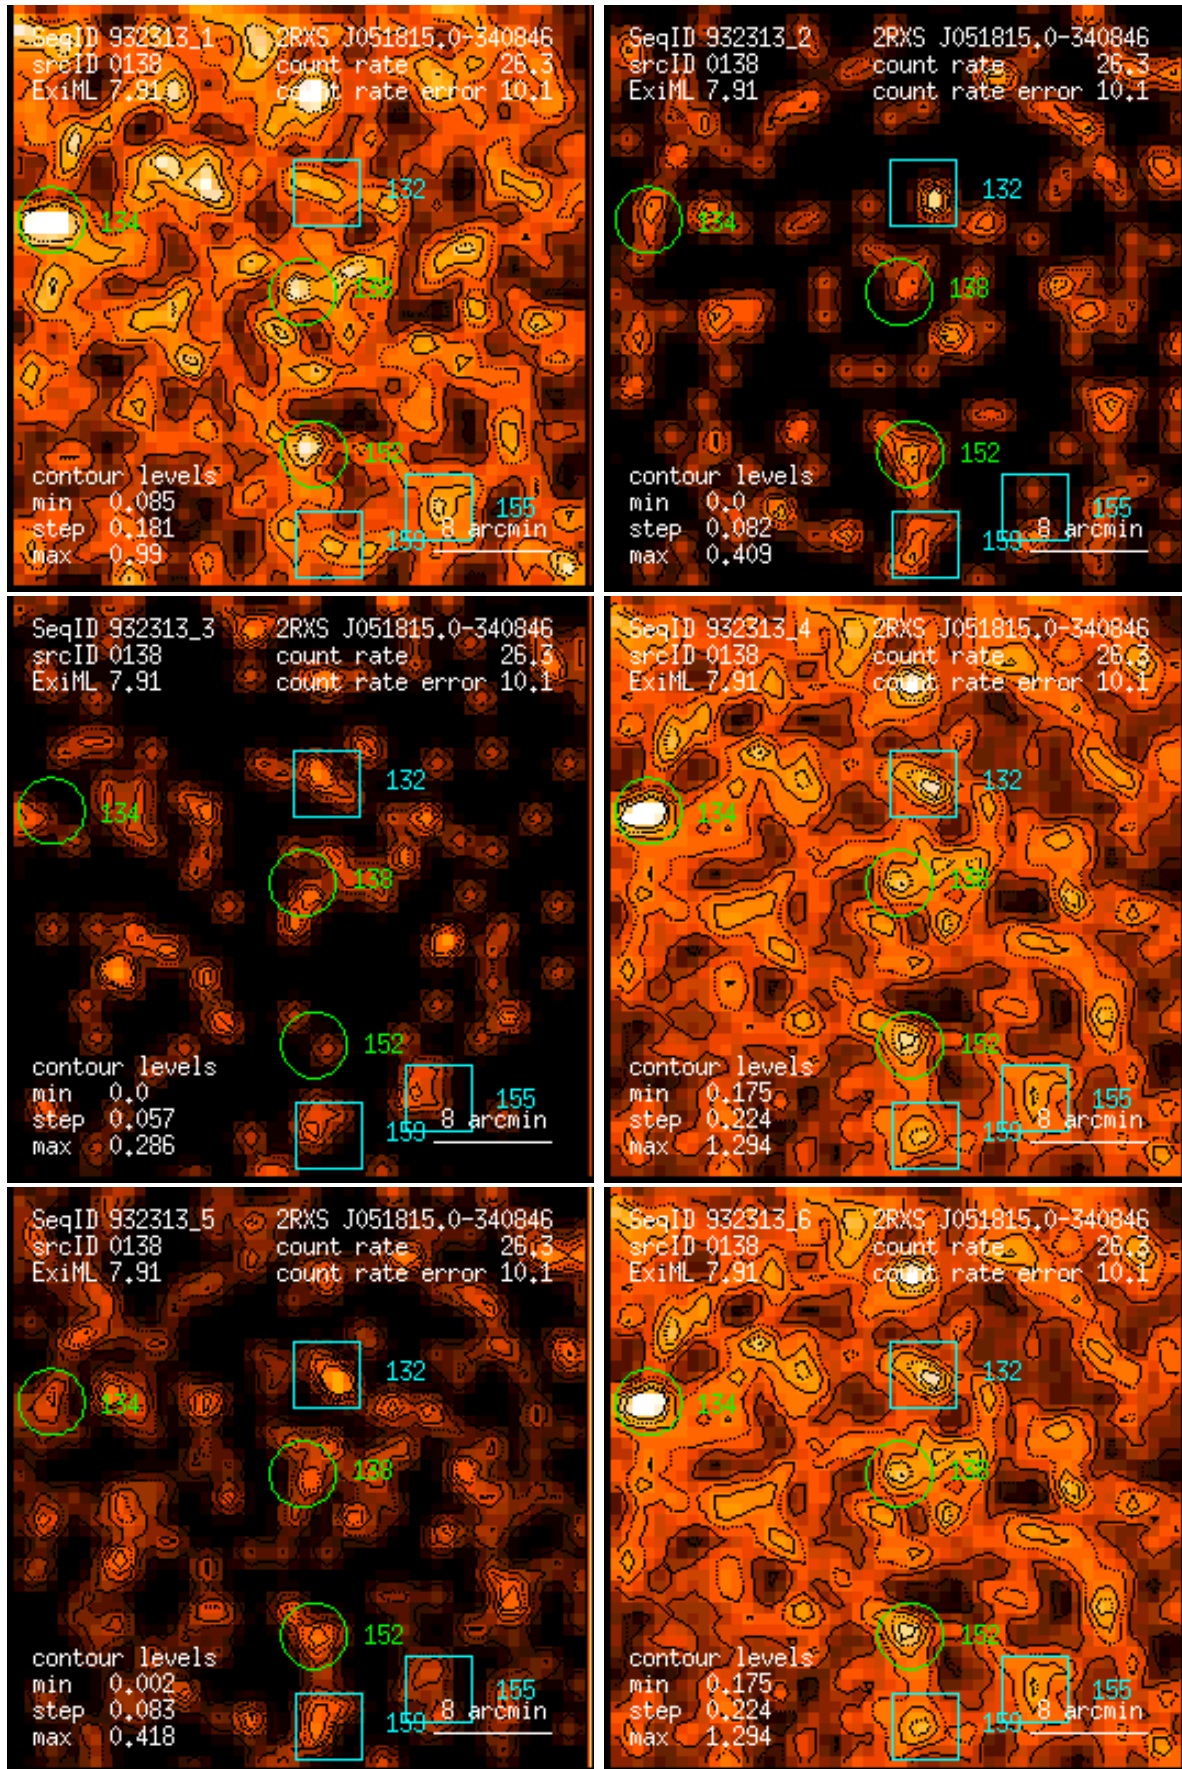 SeqID 932313_1 2RXS J051815.0-340846
srcID 0138 count rate 26.3
ExiML 7.91 count rate error 10.1
132
134
138
152
contour levels
min 0.085
155
step 0.181 8 arcmin
159
max 0.99
SeqID 932313_2 2RXS J051815.0-340846
srcID 0138 count rate 26.3
ExiML 7.91 count rate error 10.1
132
134
138
152
contour levels
min 0.0
155
step 0.082 8 arcmin
159
max 0.409
SeqID 932313_3 2RXS J051815.0-340846
srcID 0138 count rate 26.3
ExiML 7.91 count rate error 10.1
132
134
138
152
contour levels
min 0.0
155
step 0.057 8 arcmin
159
max 0.286
SeqID 932313_4 2RXS J051815.0-340846
srcID 0138 count rate 26.3
ExiML 7.91 count rate error 10.1
132
134
138
152
contour levels
min 0.175
155
step 0.224 8 arcmin
159
max 1.294
SeqID 932313_5 2RXS J051815.0-340846
srcID 0138 count rate 26.3
ExiML 7.91 count rate error 10.1
132
134
138
152
contour levels
min 0.002
155
step 0.083 8 arcmin
159
max 0.418
SeqID 932313_6 2RXS J051815.0-340846
srcID 0138 count rate 26.3
ExiML 7.91 count rate error 10.1
132
134
138
152
contour levels
min 0.175
155
step 0.224 8 arcmin
159
max 1.294